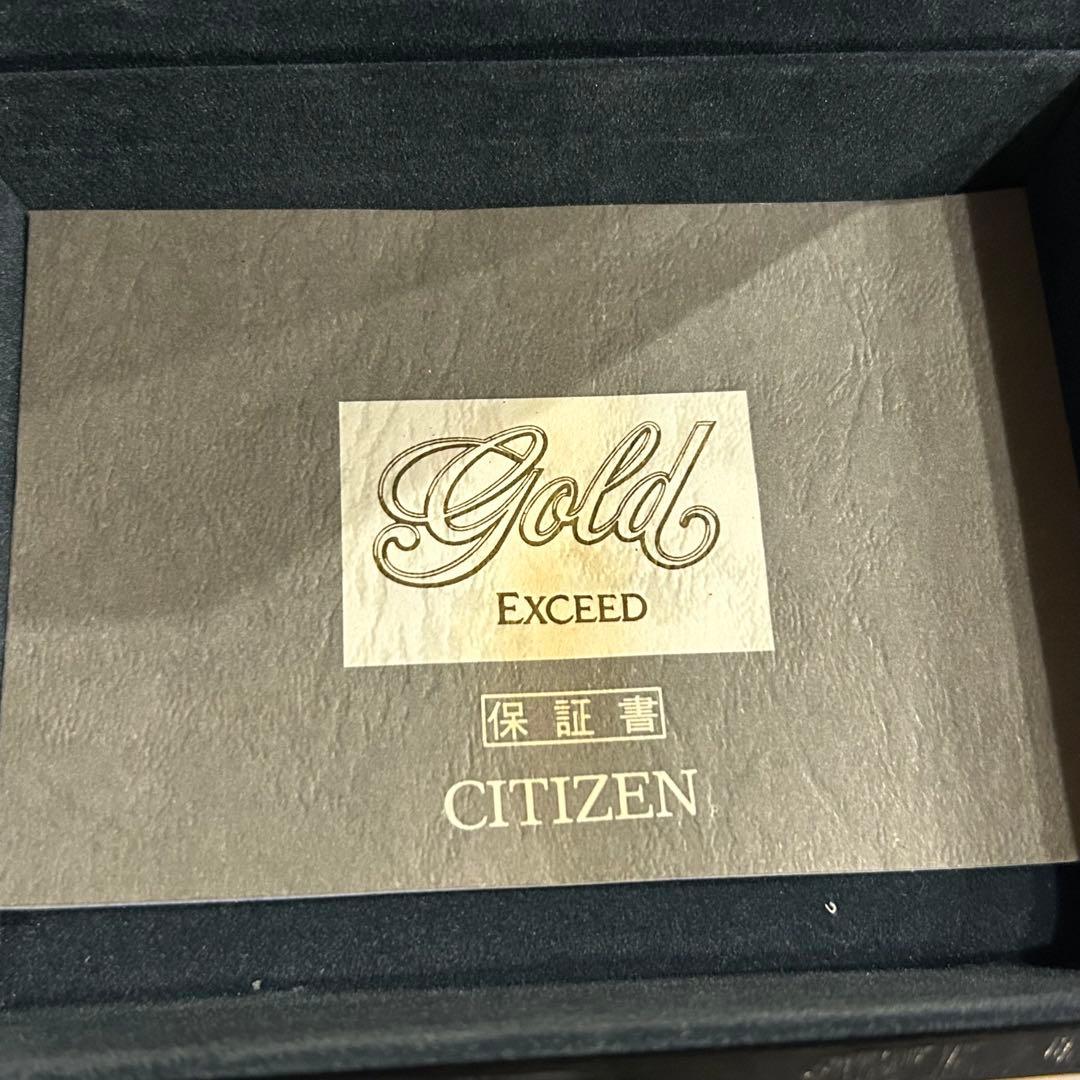 Gold
EXCEED
保証書
CITIZEN